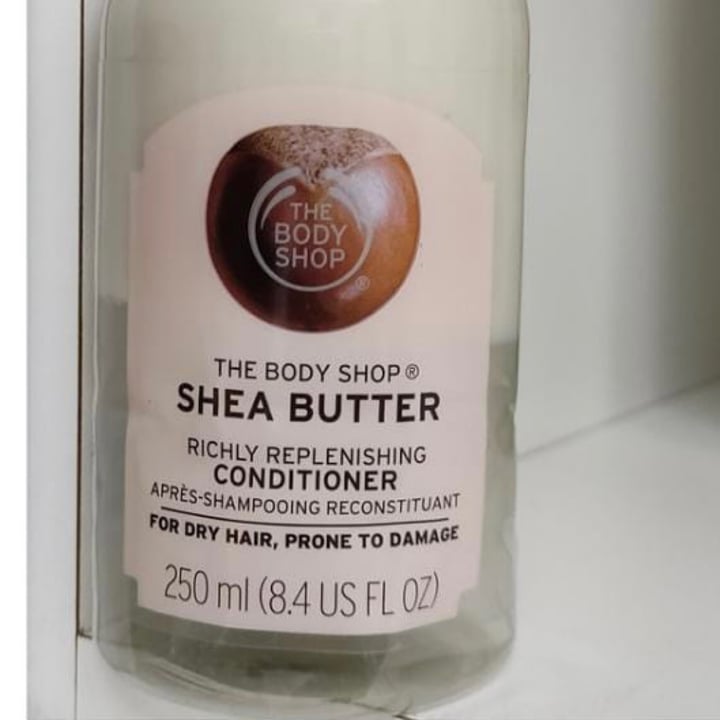 THE
BODY
SHOP
®
THE BODY SHOP®
SHEA BUTTER
RICHLY REPLENISHING
CONDITIONER
APRÈS-SHAMPOOING RECONSTITUANT
FOR DRY HAIR, PRONE TO DAMAGE
250 ml (8.4 US FL OZ)